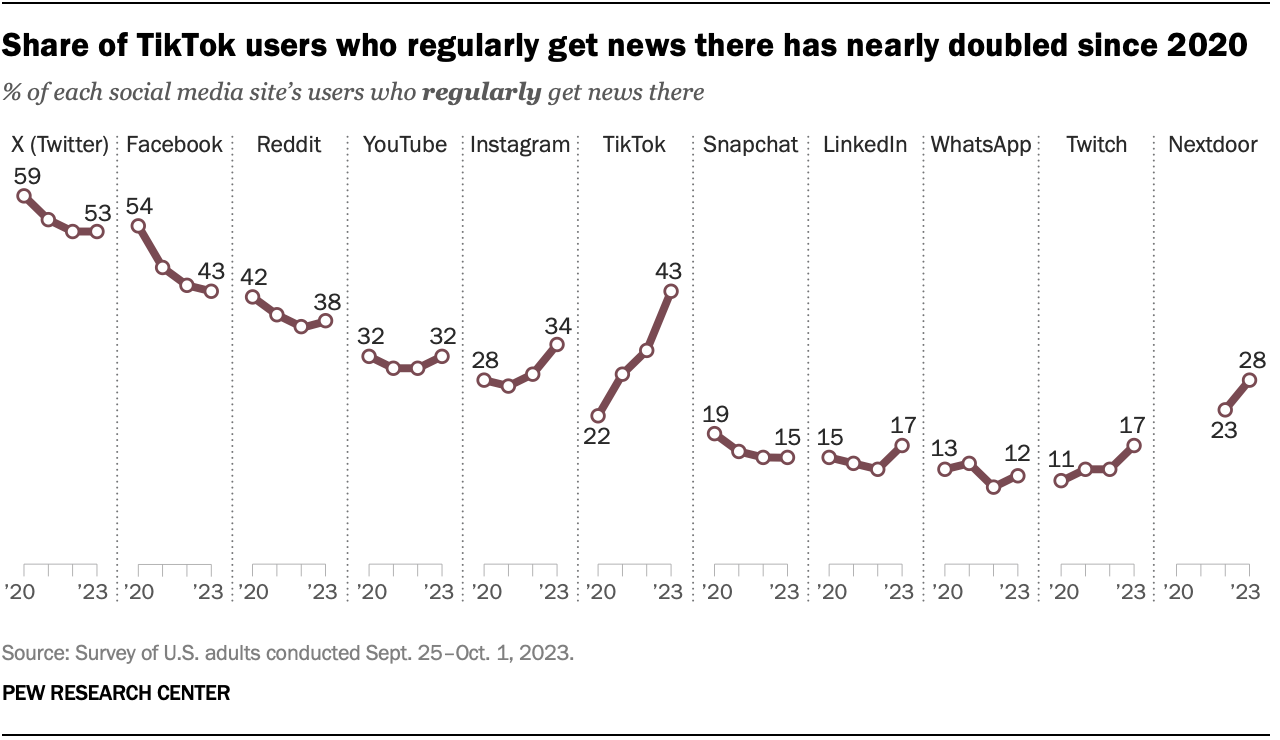 Share of TikTok users who regularly get news there has nearly doubled since 2020
% of each social media site's users who regularly get news there
X (Twitter) Facebook Reddit YouTube Instagram TikTok Snapchat LinkedIn WhatsApp Twitch Nextdoor
59 53
54 43
42 38
32 32
28 34
22 43
19 15
15 17
13 12
11 17
23 28
’20 ’23 ’20 ’23 ’20 ’23 ’20 ’23 ’20 ’23 ’20 ’23 ’20 ’23 ’20 ’23 ’20 ’23 ’20 ’23 ’20 ’23
Source: Survey of U.S. adults conducted Sept. 25–Oct. 1, 2023.
PEW RESEARCH CENTER